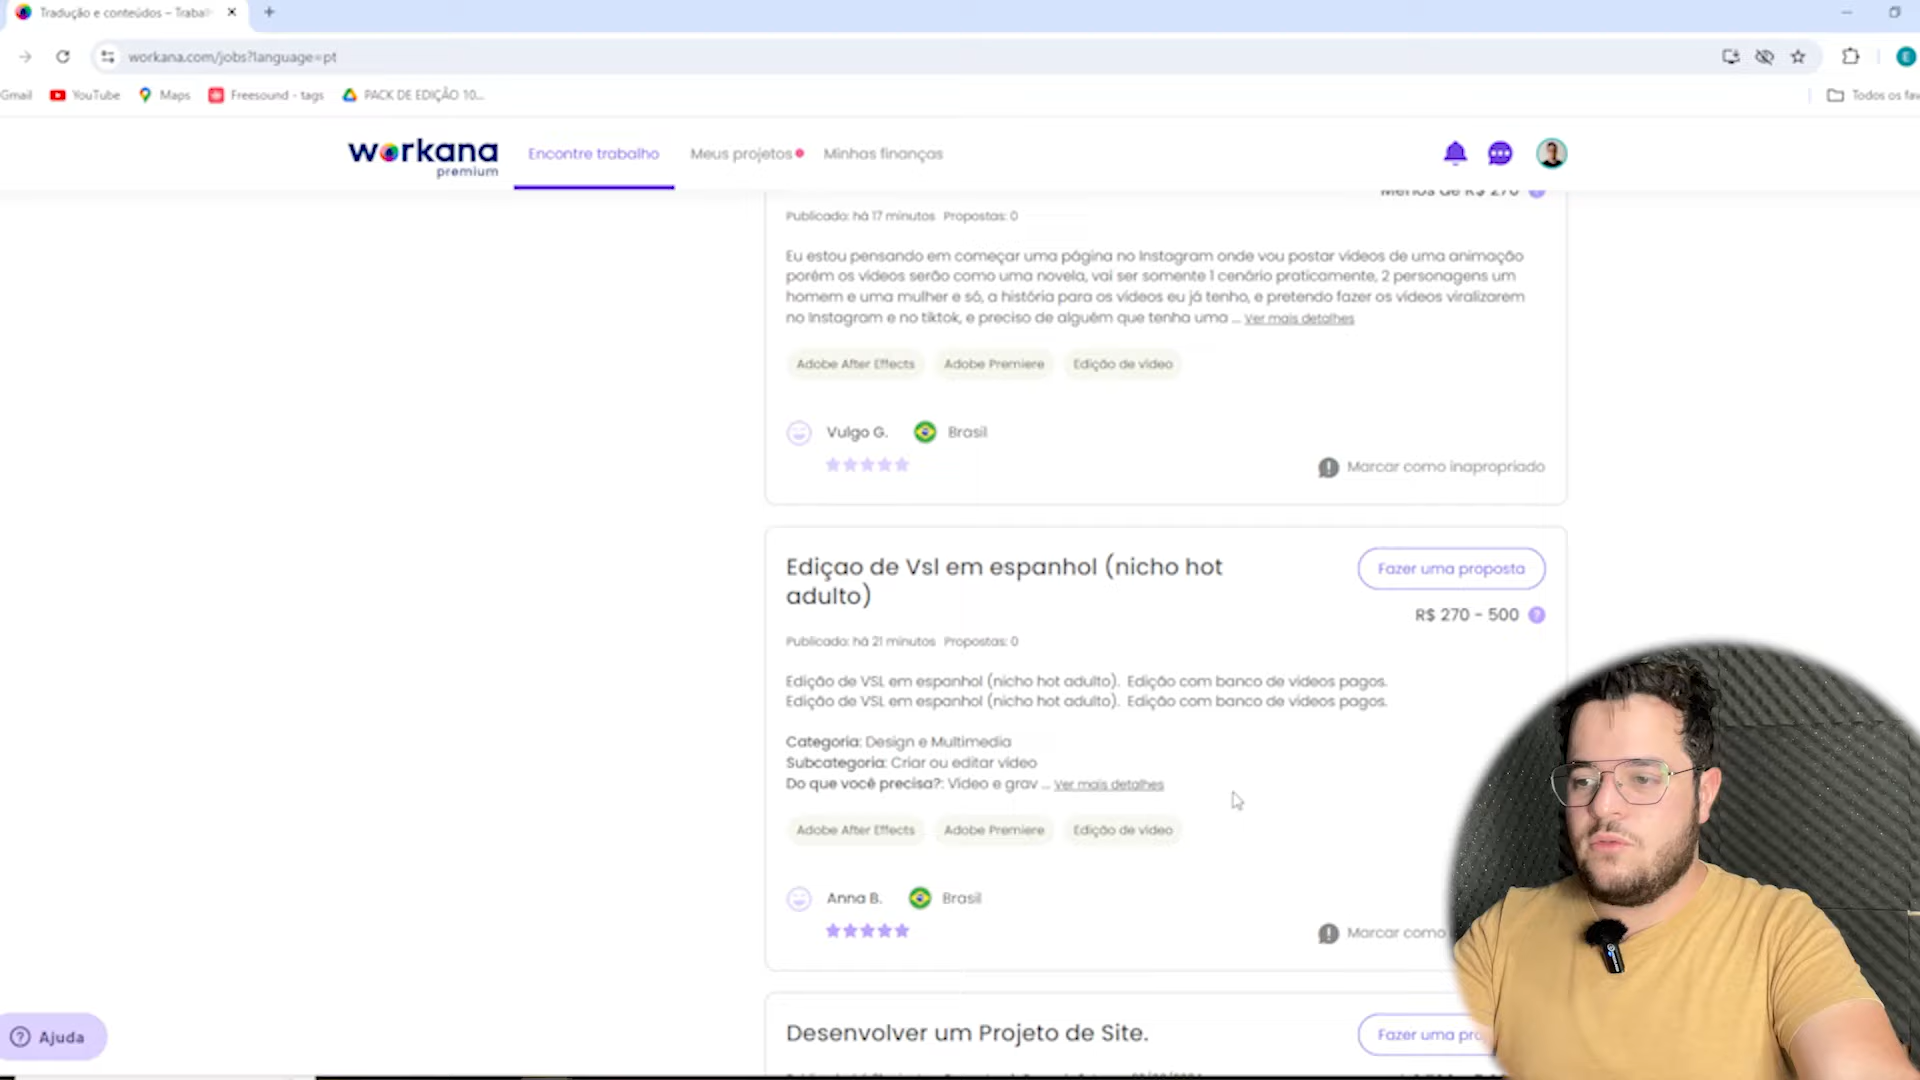 Tradução e conteúdos – Trabal
workana.com/jobs?language=pt
Gmail YouTube Maps Freesound - tags PACK DE EDIÇÃO 10... Todos os fav
E
workana
premium
Encontre trabalho Meus projetos Minhas finanças
Menos de R$ 270
Publicado: há 17 minutos Propostas: 0
Eu estou pensando em começar uma página no Instagram onde vou postar vídeos de uma animação
porém os vídeos serão como uma novela, vai ser somente 1 cenário praticamente, 2 personagens um
homem e uma mulher e só, a história para os vídeos eu já tenho, e pretendo fazer os vídeos viralizarem
no Instagram e no tiktok, e preciso de alguém que tenha uma ... Ver mais detalhes
Adobe After Effects Adobe Premiere Edição de vídeo
Vulgo G. Brasil
Marcar como inapropriado
Ediçao de Vsl em espanhol (nicho hot
adulto)
Fazer uma proposta
R$ 270 - 500
Publicado: há 21 minutos Propostas: 0
Edição de VSL em espanhol (nicho hot adulto). Edição com banco de vídeos pagos.
Edição de VSL em espanhol (nicho hot adulto). Edição com banco de vídeos pagos.
Categoria: Design e Multimedia
Subcategoria: Criar ou editar vídeo
Do que você precisa?: Vídeo e grav ... Ver mais detalhes
Adobe After Effects Adobe Premiere Edição de vídeo
Anna B. Brasil
Marcar como
Desenvolver um Projeto de Site.
Fazer uma pro
Ajuda